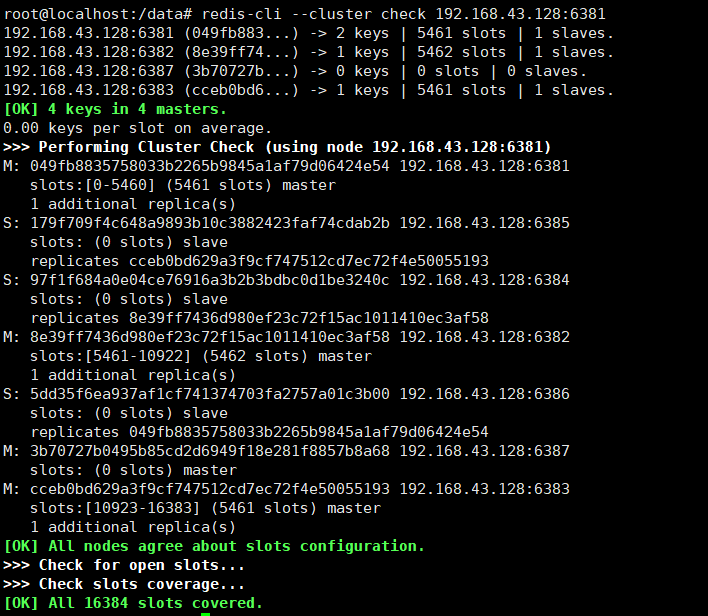 root@localhost:/data# redis-cli --cluster check 192.168.43.128:6381
192.168.43.128:6381 (049fb883...) -> 2 keys | 5461 slots | 1 slaves.
192.168.43.128:6382 (8e39ff74...) -> 1 keys | 5462 slots | 1 slaves.
192.168.43.128:6387 (3b70727b...) -> 0 keys | 0 slots | 0 slaves.
192.168.43.128:6383 (cceb0bd6...) -> 1 keys | 5461 slots | 1 slaves.
[OK] 4 keys in 4 masters.
0.00 keys per slot on average.
>>> Performing Cluster Check (using node 192.168.43.128:6381)
M: 049fb8835758033b2265b9845a1af79d06424e54 192.168.43.128:6381
   slots:[0-5460] (5461 slots) master
   1 additional replica(s)
S: 179f709f4c648a9893b10c3882423faf74cdab2b 192.168.43.128:6385
   slots: (0 slots) slave
   replicates cceb0bd629a3f9cf747512cd7ec72f4e50055193
S: 97f1f684a0e04ce76916a3b2b3bdbc0d1be3240c 192.168.43.128:6384
   slots: (0 slots) slave
   replicates 8e39ff7436d980ef23c72f15ac1011410ec3af58
M: 8e39ff7436d980ef23c72f15ac1011410ec3af58 192.168.43.128:6382
   slots:[5461-10922] (5462 slots) master
   1 additional replica(s)
S: 5dd35f6ea937af1cf741374703fa2757a01c3b00 192.168.43.128:6386
   slots: (0 slots) slave
   replicates 049fb8835758033b2265b9845a1af79d06424e54
M: 3b70727b0495b85cd2d6949f18e281f8857b8a68 192.168.43.128:6387
   slots: (0 slots) master
M: cceb0bd629a3f9cf747512cd7ec72f4e50055193 192.168.43.128:6383
   slots:[10923-16383] (5461 slots) master
   1 additional replica(s)
[OK] All nodes agree about slots configuration.
>>> Check for open slots...
>>> Check slots coverage...
[OK] All 16384 slots covered.